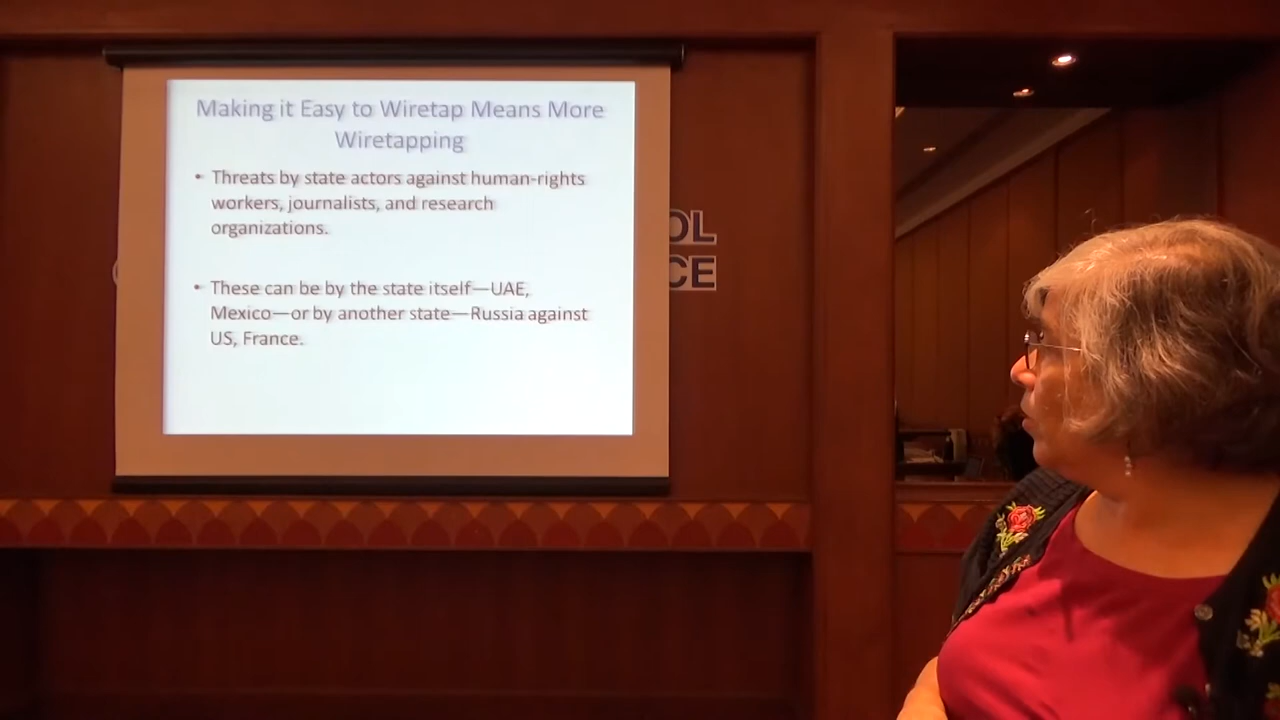 Making it Easy to Wiretap Means More
Wiretapping
• Threats by state actors against human-rights
workers, journalists, and research
organizations.
• These can be by the state itself—UAE,
Mexico—or by another state—Russia against
US, France.
OL
CE